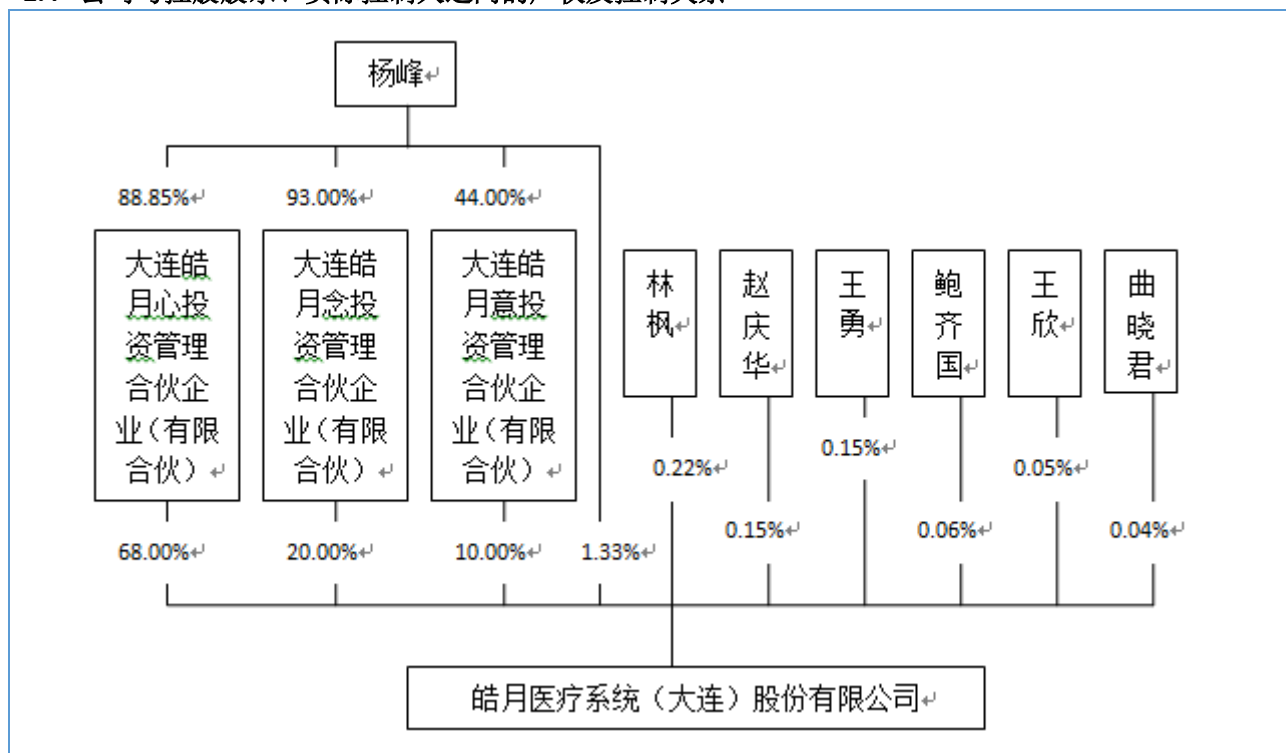 杨峰
88.85%
93.00%
44.00%
大连皓
月心投
资管理
合伙企
业（有限
合伙）
大连皓
月念投
资管理
合伙企
业（有限
合伙）
大连皓
月意投
资管理
合伙企
业（有限
合伙）
林
枫
赵
庆
华
王
勇
鲍
齐
国
王
欣
曲
晓
君
68.00%
20.00%
10.00%
1.33%
0.22%
0.15%
0.15%
0.06%
0.05%
0.04%
皓月医疗系统（大连）股份有限公司